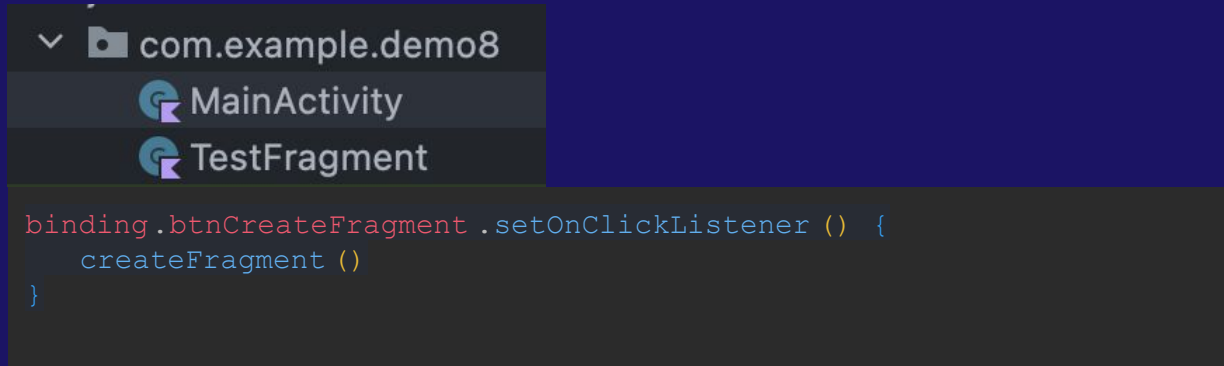 com.example.demo8
MainActivity
TestFragment
binding.btnCreateFragment.setOnClickListener() {
createFragment()
}